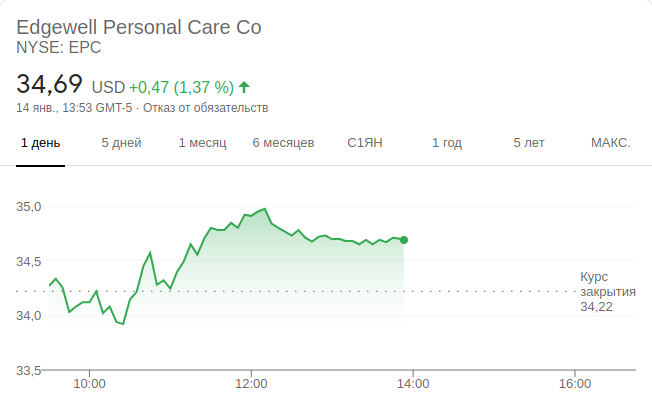 Edgewell Personal Care Co
NYSE: EPC
34,69 USD +0,47 (1,37 %)
14 янв., 13:53 GMT-5 · Отказ от обязательств
1 день 5 дней 1 месяц 6 месяцев С1ЯН 1 год 5 лет МАКС.
35,0
34,5
34,0
33,5
Курс
закрытия
34,22
10:00 12:00 14:00 16:00